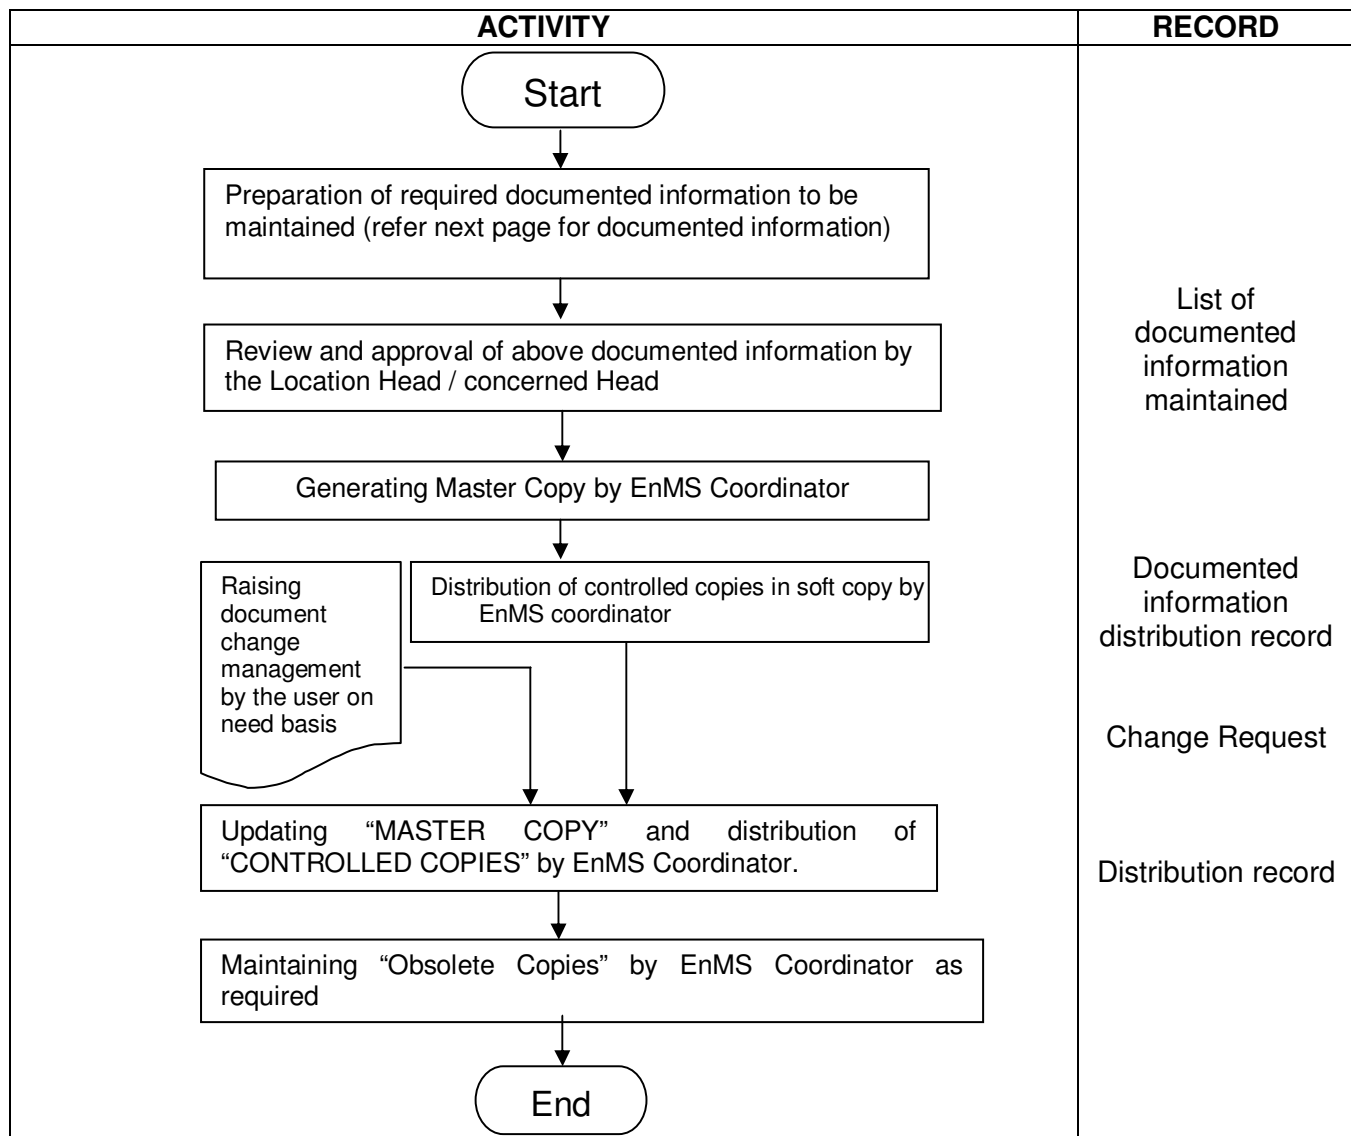 ACTIVITY
RECORD
Start
Preparation of required documented information to be
maintained (refer next page for documented information)
Review and approval of above documented information by
the Location Head / concerned Head
List of
documented
information
maintained
Generating Master Copy by EnMS Coordinator
Raising
document
change
management
by the user on
need basis
Distribution of controlled copies in soft copy by
EnMS coordinator
Documented
information
distribution record
Change Request
Updating “MASTER COPY” and distribution of
“CONTROLLED COPIES” by EnMS Coordinator.
Distribution record
Maintaining “Obsolete Copies” by EnMS Coordinator as
required
End